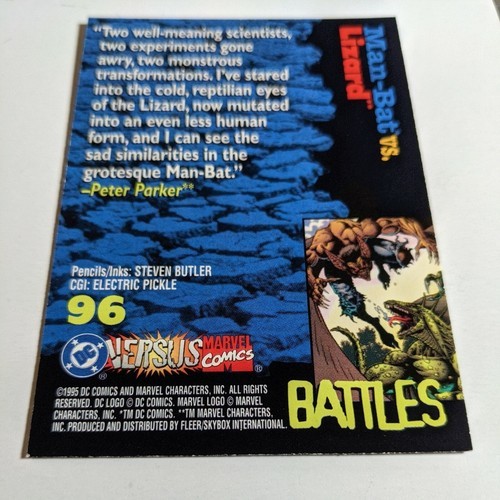 "Two well-meaning scientists,
two experiments gone
awry, two monstrous
transformations. I've stared
into the cold, reptilian eyes
of the Lizard, now mutated
into an even less human
form, and I can see the
sad similarities in the
grotesque Man-Bat."
–Peter Parker**
Man-Bat* vs.
Lizard**
Pencils/Inks: STEVEN BUTLER
CGI: ELECTRIC PICKLE
96
DC VERSUS MARVEL COMICS
BATTLES
©1995 DC COMICS AND MARVEL CHARACTERS, INC. ALL RIGHTS
RESERVED. DC LOGO © DC COMICS. MARVEL LOGO © MARVEL
CHARACTERS, INC. *TM DC COMICS. **TM MARVEL CHARACTERS,
INC. PRODUCED AND DISTRIBUTED BY FLEER/SKYBOX INTERNATIONAL.